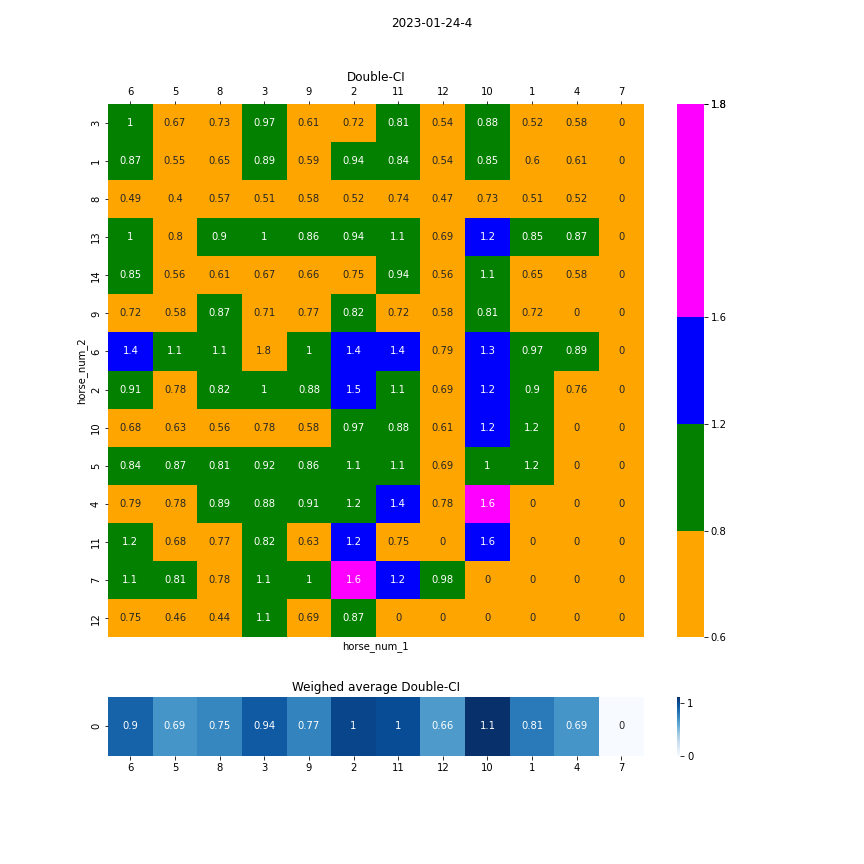 2023-01-24-4
Double-CI
6 5 8 3 9 2 11 12 10 1 4 7
3 1 0.67 0.73 0.97 0.61 0.72 0.81 0.54 0.88 0.52 0.58 0 1.8
1 0.87 0.55 0.65 0.89 0.59 0.94 0.84 0.54 0.85 0.6 0.61 0
8 0.49 0.4 0.57 0.51 0.58 0.52 0.74 0.47 0.73 0.51 0.52 0
13 1 0.8 0.9 1 0.86 0.94 1.1 0.69 1.2 0.85 0.87 0
14 0.85 0.56 0.61 0.67 0.66 0.75 0.94 0.56 1.1 0.65 0.58 0
9 0.72 0.58 0.87 0.71 0.77 0.82 0.72 0.58 0.81 0.72 0 0 1.6
horse_num_2
6 1.4 1.1 1.1 1.8 1 1.4 1.4 0.79 1.3 0.97 0.89 0
2 0.91 0.78 0.82 1 0.88 1.5 1.1 0.69 1.2 0.9 0.76 0
10 0.68 0.63 0.56 0.78 0.58 0.97 0.88 0.61 1.2 1.2 0 0 1.2
5 0.84 0.87 0.81 0.92 0.86 1.1 1.1 0.69 1 1.2 0 0
4 0.79 0.78 0.89 0.88 0.91 1.2 1.4 0.78 1.6 0 0 0
11 1.2 0.68 0.77 0.82 0.63 1.2 0.75 0 1.6 0 0 0 0.8
7 1.1 0.81 0.78 1.1 1 1.6 1.2 0.98 0 0 0 0
12 0.75 0.46 0.44 1.1 0.69 0.87 0 0 0 0 0 0 0.6
horse_num_1
Weighed average Double-CI
0 0.9 0.69 0.75 0.94 0.77 1 1 0.66 1.1 0.81 0.69 0 1
0
6 5 8 3 9 2 11 12 10 1 4 7